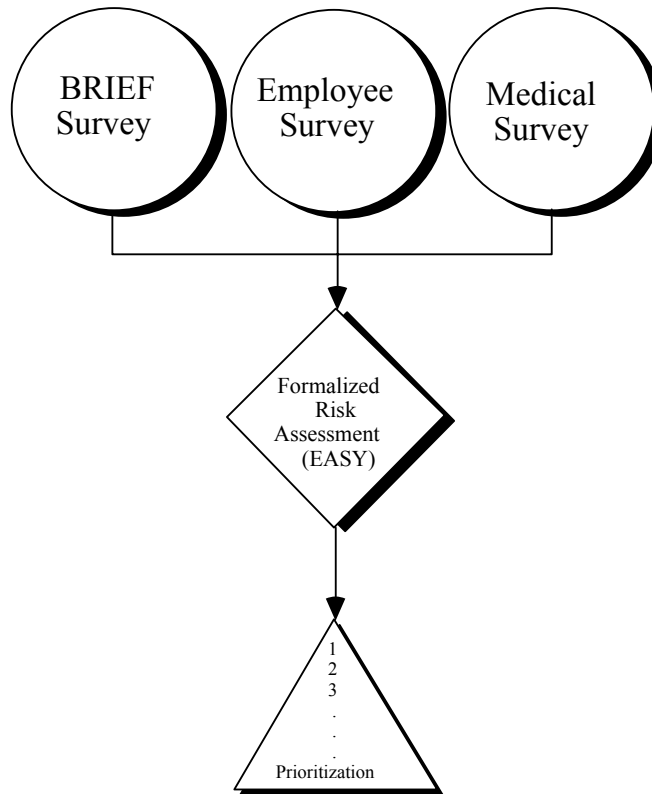 BRIEF
Survey
Employee
Survey
Medical
Survey
Formalized
Risk
Assessment
(EASY)
1
2
3
.
.
.
Prioritization